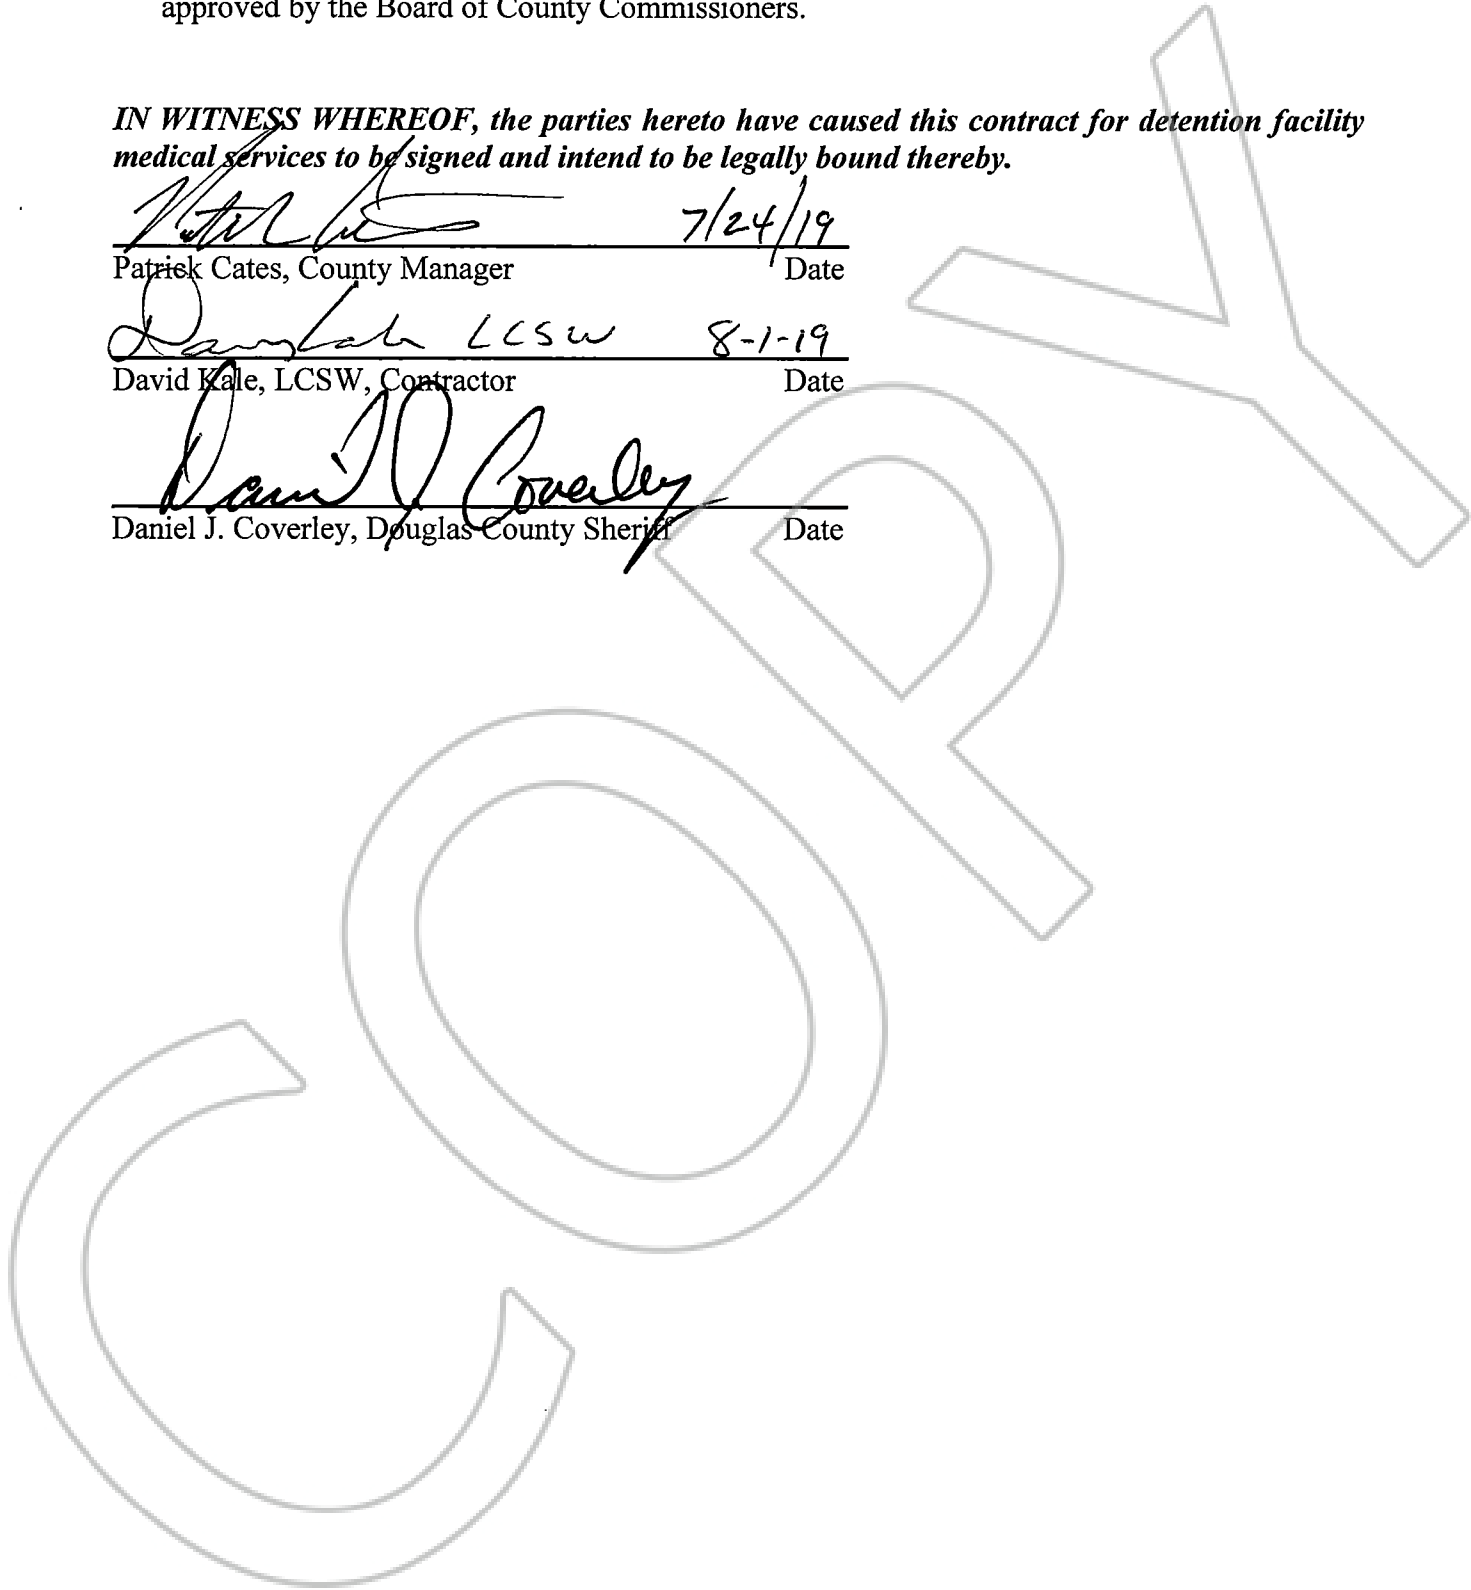 approved by the Board of County Commissioners.
IN WITNESS WHEREOF, the parties hereto have caused this contract for detention facility
medical services to be signed and intend to be legally bound thereby.
7/24/19
Patrick Cates, County Manager Date
LCSW 8-1-19
David Kale, LCSW, Contractor Date
Daniel J Coverley
Daniel J. Coverley, Douglas County Sheriff Date
COPY